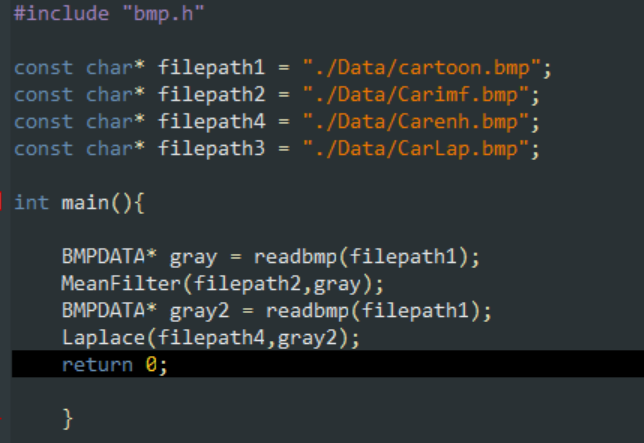 #include "bmp.h"
const char* filepath1 = "./Data/cartoon.bmp";
const char* filepath2 = "./Data/Carimf.bmp";
const char* filepath4 = "./Data/Carenh.bmp";
const char* filepath3 = "./Data/CarLap.bmp";
int main(){
BMPDATA* gray = readbmp(filepath1);
MeanFilter(filepath2,gray);
BMPDATA* gray2 = readbmp(filepath1);
Laplace(filepath4,gray2);
return 0;
}